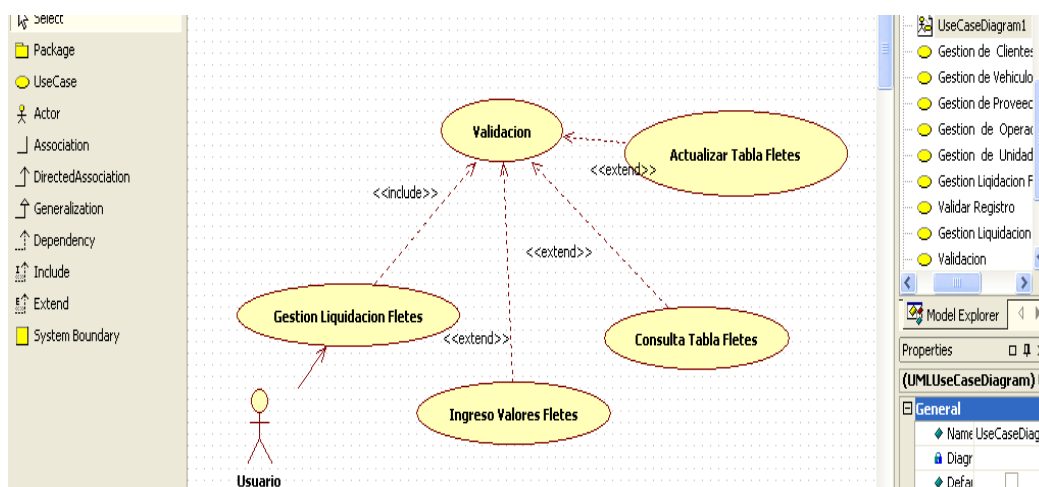 Select
Package
UseCase
Actor
Association
DirectedAssociation
Generalization
Dependency
Include
Extend
System Boundary
Validacion
Actualizar Tabla Fletes
<<extend>>
<<include>>
<<extend>>
Gestion Liquidacion Fletes
<<extend>>
Consulta Tabla Fletes
Ingreso Valores Fletes
Usuario
UseCaseDiagram1
Gestion de Clientes
Gestion de Vehiculo
Gestion de Proveec
Gestion de Operac
Gestion de Unidad
Gestion Liqidacion F
Validar Registro
Gestion Liquidacion
Validacion
Model Explorer
Properties
(UMLUseCaseDiagram)
General
Name UseCaseDiag
Diagr
Defau